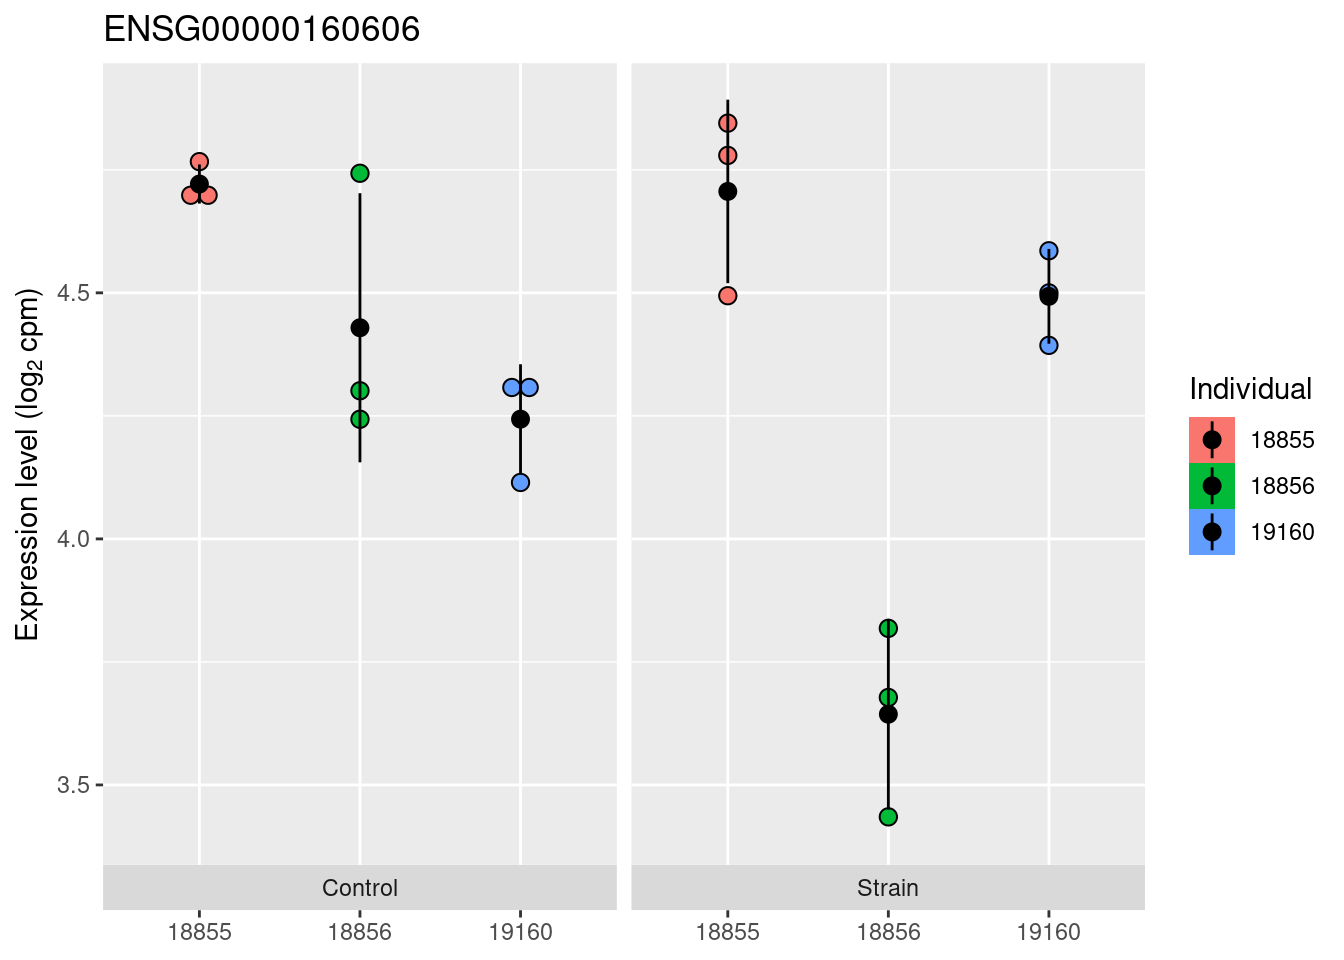 ENSG00000160606
Expression level (log2 cpm)
4.5
4.0
3.5
Control
Strain
18855
18856
19160
18855
18856
19160
Individual
18855
18856
19160